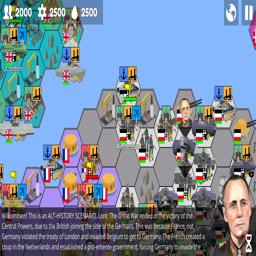 2000
2500
2500
London
Willkommen! This is an ALT-HISTORY SCENARIO. Lore: The Great War ended in the victory of the
Central Powers, due to the British joining the side of the Germans. This was because France, not
Germany violated the treaty of London and invaded Belgium to get to Germany. The French created a
coup in the Netherlands and established a pro-entente government, forcing Germany to invade the